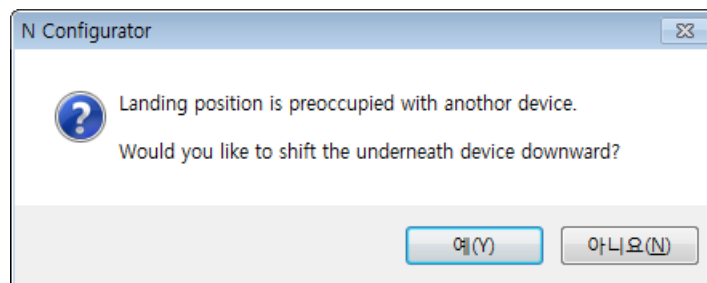 N Configurator
Landing position is preoccupied with anothor device.
Would you like to shift the underneath device downward?
예(Y)
아니요(N)